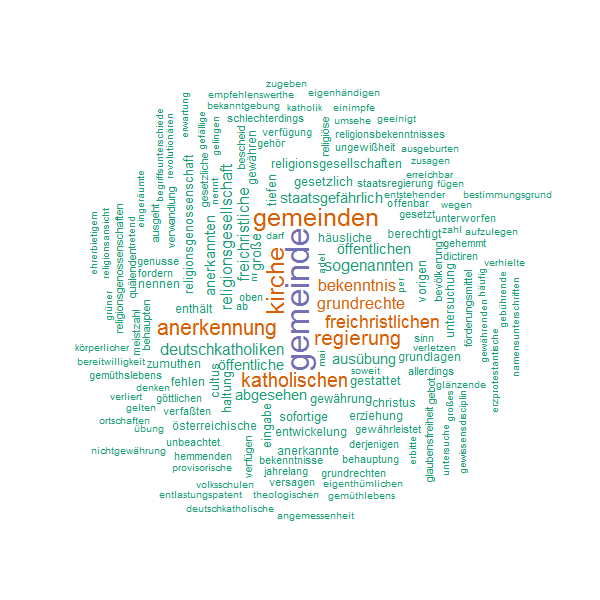 zugeben
empfehlenswerthe
eigenhändigen
bekanntgebung
katholik
einimpfe
schlechterdings
umsehe
geeinigt
verfügung
religionsbekenntnisses
gehör
ungewißheit
ausgeburten
religiöse
erwartung
gefällige
gelingen
bescheid
gewähren
revolutionären
begriffsunterschiede
religionsgesellschaften
zusagen
erreichbar
gesetzlich
staatsregierung
fügen
staatsgefährlich
entstehender
bestimmungsgrund
offenbar
wegen
tiefen
nennt
gesetzliche
religionsgenossenschaft
verwandlung
ausgeht
eingeräumte
gemeinden
gesetzt
unterworfen
berechtigt
zahl
aufzulegen
gehemmt
häusliche
darf
große
freichristliche
religionsgesellschaft
anerkannten
religionsgenossenschaften
religionsansicht
ehrerbietigem
quälend
entretend
öffentlichen
dictiren
sogenannten
verhielte
genusse
fordern
nennen
kirche
gemeinde
adel
nr
bekenntnis
vorigen
bevölkerung
per
untersuchung
förderungsmittel
häufig
gewährenden
gebührende
namensunterschriften
erzprotestantische
oben
ab
enthält
grundrechte
grüner
meistzahl
behaupten
anerkennung
freichristlichen
regierung
sinn
verletzen
mai
körperlicher
deutschkatholiken
ausübung
grundlagen
bereitwilligkeit
zumuthen
öffentliche
soweit
allerdings
gemüthslebens
fehlen
cultus
haltung
katholischen
gestattet
glänzende
denken
verliert
göttlichen
abgesehen
gewährung
christus
gebot
glaubensfreiheit
großes
untersuche
gewissensdisciplin
gelten
verfaßten
sofortige
erziehung
ortschaften
übung
österreichische
eingabe
entwickelung
gewährleistet
unbeachtet
derjenigen
erbitte
nichtgewährung
hemmenden
anerkannte
provisorische
verfügen
bekenntnisse
behauptung
jahrelang
grundrechten
volksschulen
versagen
eigenthümlichen
entlastungspatent
theologischen
gemüthlebens
deutschkatholische
angemessenheit